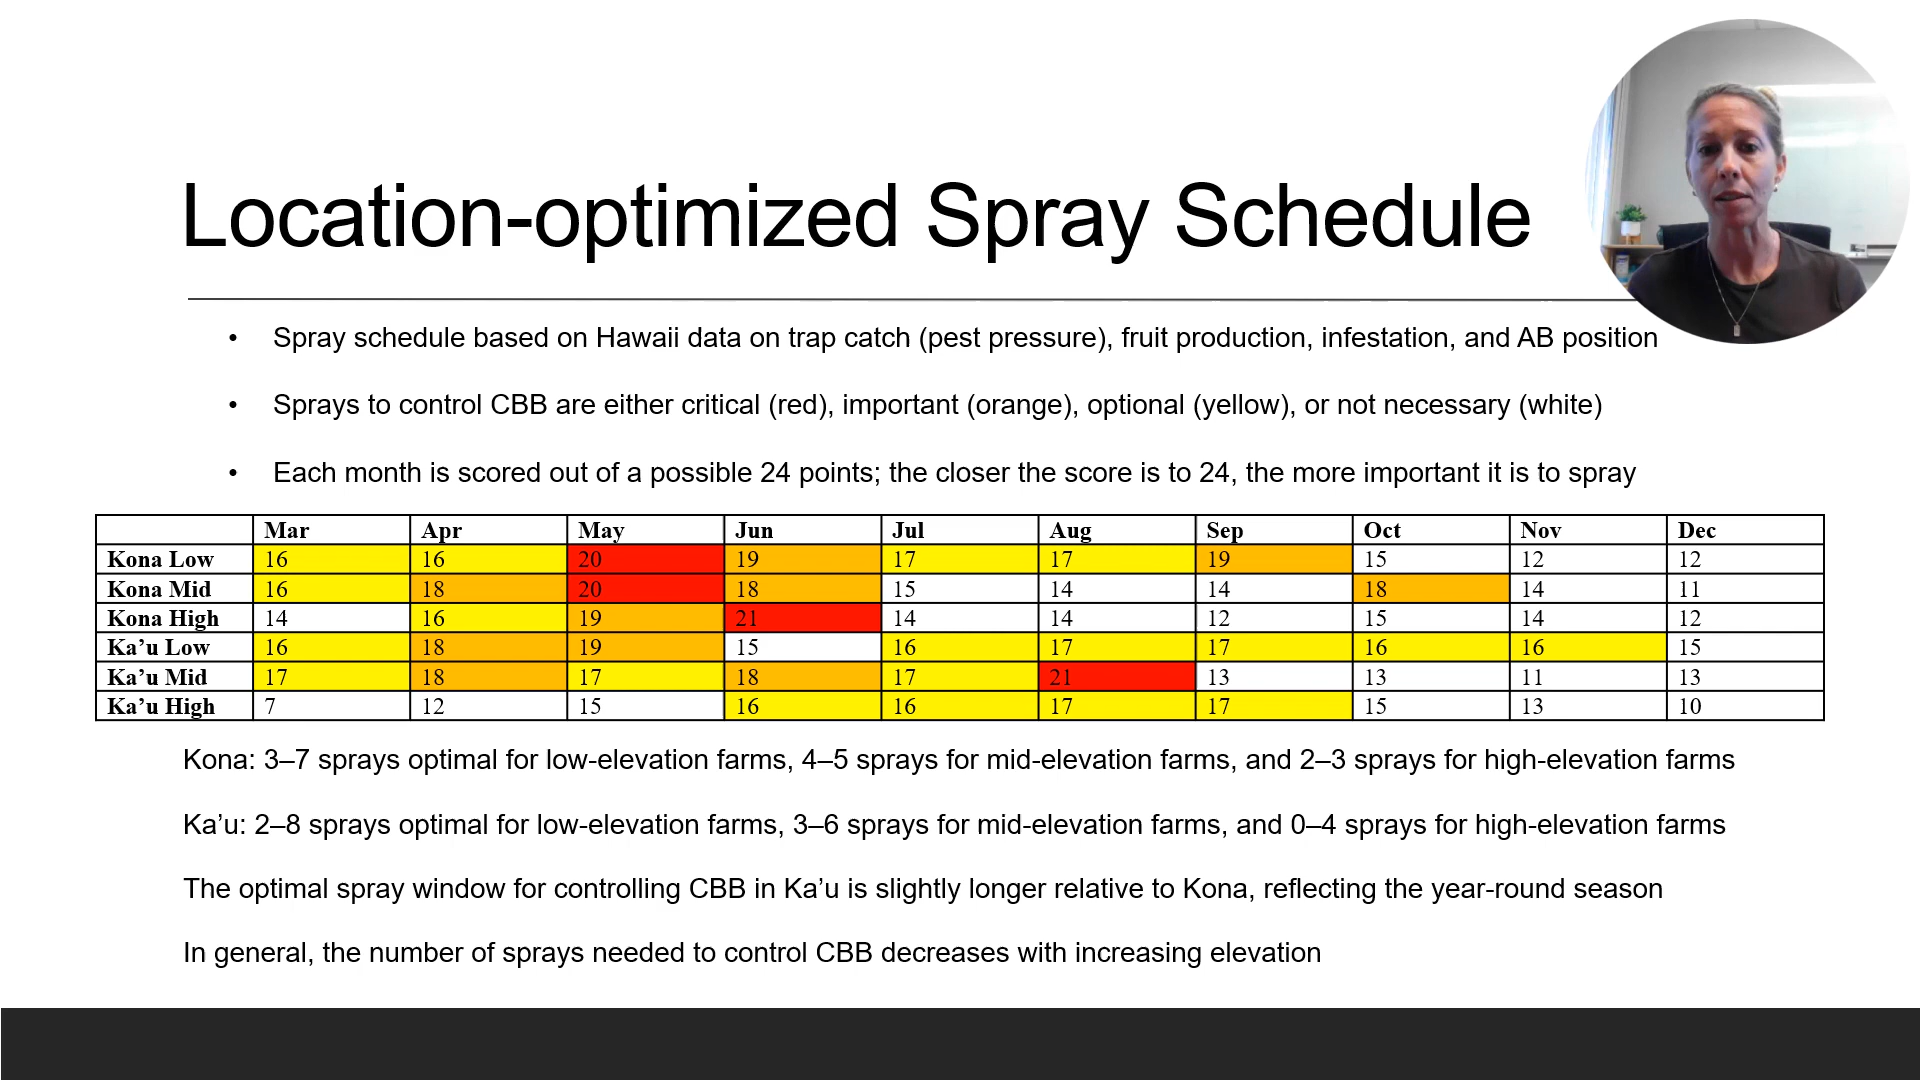 Location-optimized Spray Schedule
• Spray schedule based on Hawaii data on trap catch (pest pressure), fruit production, infestation, and AB position
• Sprays to control CBB are either critical (red), important (orange), optional (yellow), or not necessary (white)
• Each month is scored out of a possible 24 points; the closer the score is to 24, the more important it is to spray
Mar Apr May Jun Jul Aug Sep Oct Nov Dec
Kona Low 16 16 20 19 17 17 19 15 12 12
Kona Mid 16 18 20 18 15 14 14 18 14 11
Kona High 14 16 19 21 14 14 12 15 14 12
Ka’u Low 16 18 19 15 16 17 17 16 16 15
Ka’u Mid 17 18 17 18 17 21 13 13 11 13
Ka’u High 7 12 15 16 16 17 17 15 13 10
Kona: 3–7 sprays optimal for low-elevation farms, 4–5 sprays for mid-elevation farms, and 2–3 sprays for high-elevation farms
Ka’u: 2–8 sprays optimal for low-elevation farms, 3–6 sprays for mid-elevation farms, and 0–4 sprays for high-elevation farms
The optimal spray window for controlling CBB in Ka’u is slightly longer relative to Kona, reflecting the year-round season
In general, the number of sprays needed to control CBB decreases with increasing elevation